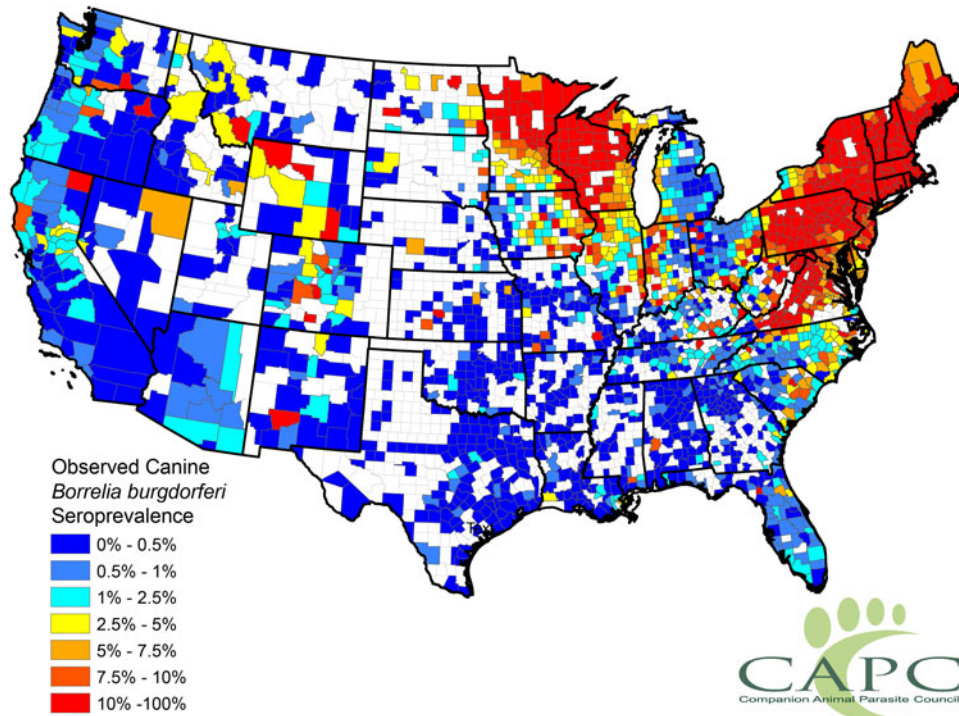 Observed Canine
Borrelia burgdorferi
Seroprevalence
0% - 0.5%
0.5% - 1%
1% - 2.5%
2.5% - 5%
5% - 7.5%
7.5% - 10%
10% -100%
CAPC
Companion Animal Parasite Council